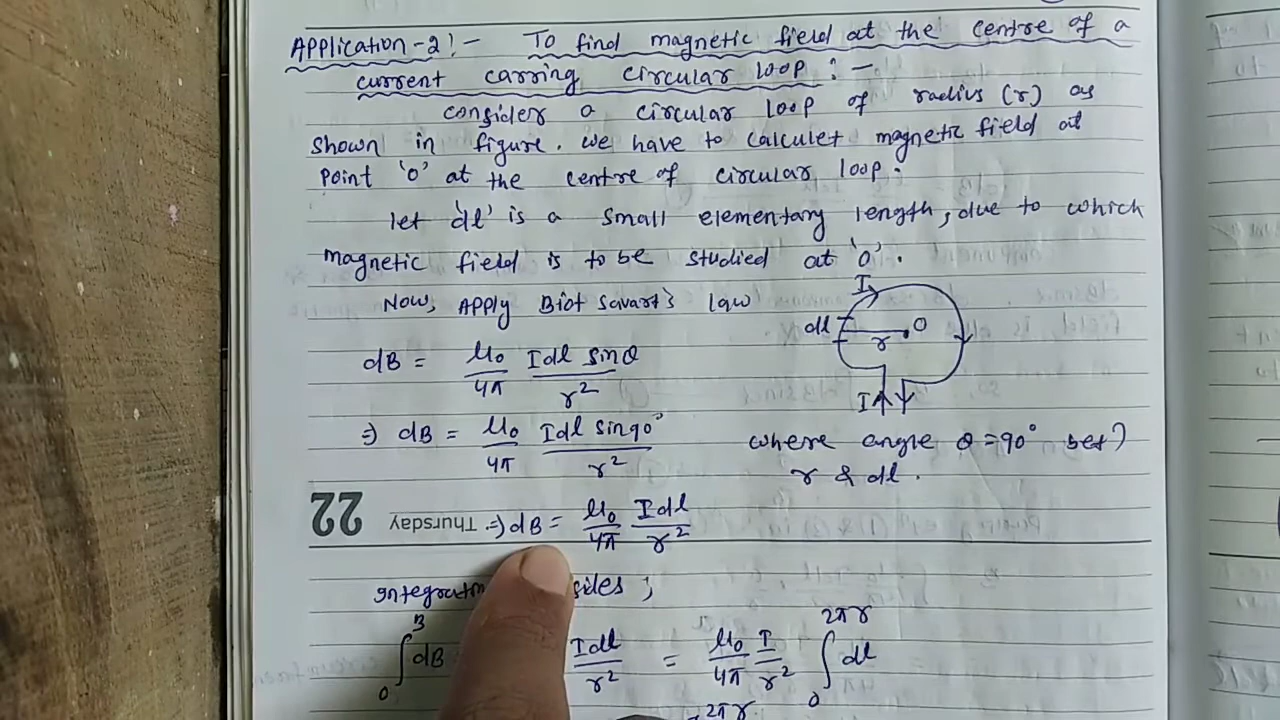 Application-2:- To find magnetic field at the centre of a
current carring circular loop :-
consider a circular loop of radius (r) as
shown in figure. we have to calculet magnetic field at
point 'o' at the centre of circular loop.
let 'dl' is a small elementary length, due to which
magnetic field is to be studied at 'o'.
Now, Apply Biot Savart's law
I
dl
r
O
I
dB = μ₀/4π Idl sinθ/r²
⇒ dB = μ₀/4π Idl sin90°/r²
where angle θ = 90° betⁿ
r & dl.
22 Thursday
⇒ dB = μ₀/4π Idl/r²
sides ;
∫₀ᴮ dB Idl/r² = μ₀/4π I/r² ∫₀^2πr dl
2πr